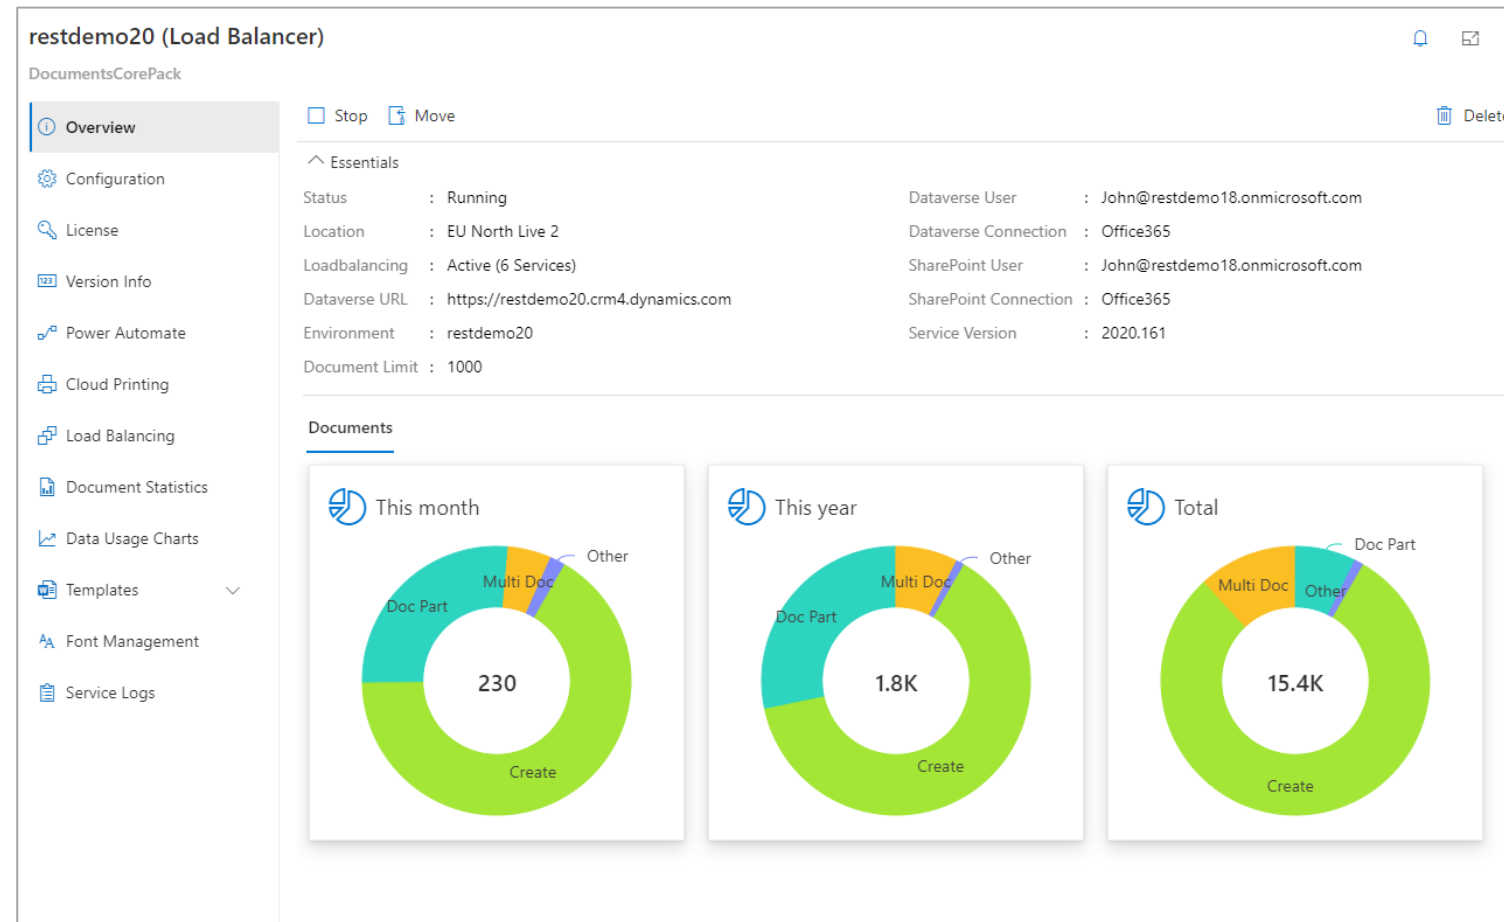 restdemo20 (Load Balancer)
DocumentsCorePack
Overview
Configuration
License
123 Version Info
Power Automate
Cloud Printing
Load Balancing
Document Statistics
Data Usage Charts
Templates
Font Management
Service Logs
Stop Move Delete
Essentials
Status : Running
Location : EU North Live 2
Loadbalancing : Active (6 Services)
Dataverse URL : https://restdemo20.crm4.dynamics.com
Environment : restdemo20
Document Limit : 1000
Dataverse User : John@restdemo18.onmicrosoft.com
Dataverse Connection : Office365
SharePoint User : John@restdemo18.onmicrosoft.com
SharePoint Connection : Office365
Service Version : 2020.161
Documents
This month
Other
Multi Doc
Doc Part
230
Create
This year
Other
Multi Doc
Doc Part
1.8K
Create
Total
Doc Part
Multi Doc
Other
15.4K
Create